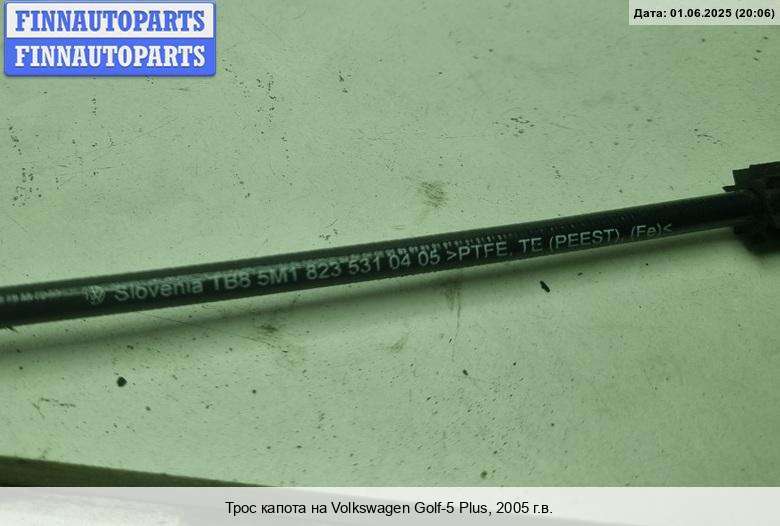 FINNAUTOPARTS
FINNAUTOPARTS
Дата: 01.06.2025 (20:06)
Slovenia TB8 5M1 823 531 04 05 >PTFE, TE (PEEST), (Fe)<
Трос капота на Volkswagen Golf-5 Plus, 2005 г.в.